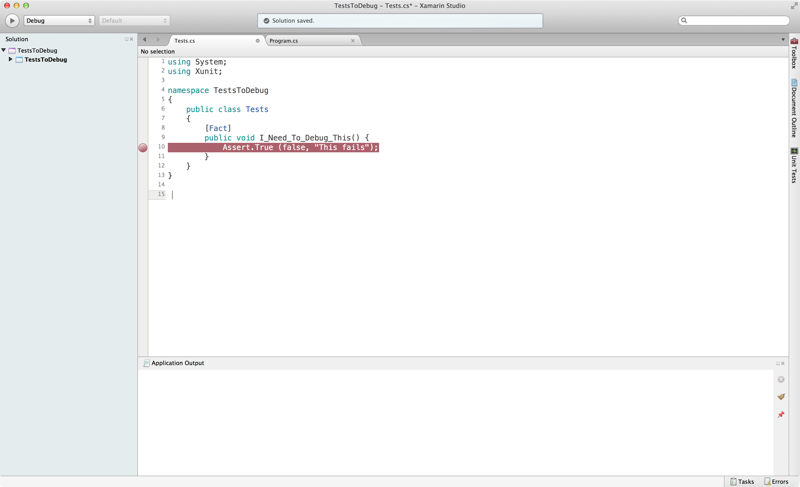 TestsToDebug – Tests.cs* – Xamarin Studio
Debug
Default
Solution saved.
Solution
TestsToDebug
TestsToDebug
Tests.cs
Program.cs
No selection
1 using System;
2 using Xunit;
3
4 namespace TestsToDebug
5 {
6 public class Tests
7 {
8 [Fact]
9 public void I_Need_To_Debug_This() {
10 Assert.True (false, "This fails");
11 }
12 }
13 }
14
15
Application Output
Toolbox
Document Outline
Unit Tests
Tasks
Errors